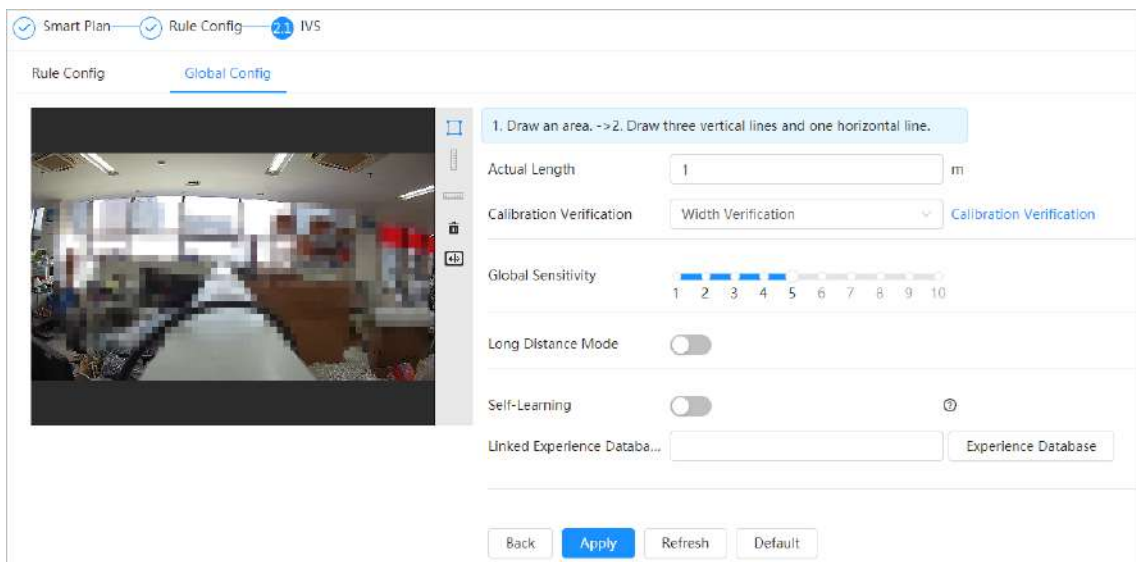 Smart Plan Rule Config 2.1 IVS
Rule Config Global Config
1. Draw an area. ->2. Draw three vertical lines and one horizontal line.
Actual Length 1 m
Calibration Verification Width Verification Calibration Verification
Global Sensitivity
1 2 3 4 5 6 7 8 9 10
Long Distance Mode
Self-Learning
Linked Experience Databa... Experience Database
Back Apply Refresh Default